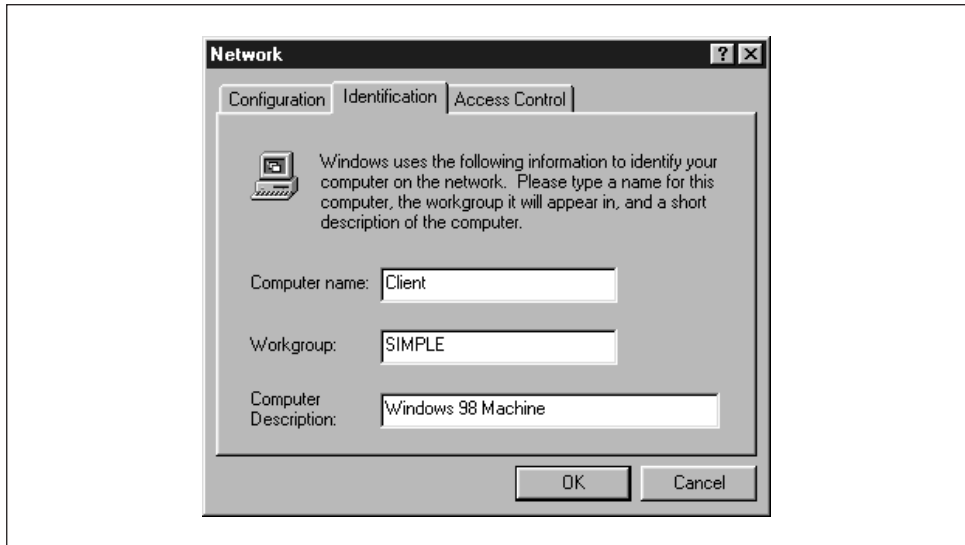 Network
Configuration
Identification
Access Control
Windows uses the following information to identify your
computer on the network. Please type a name for this
computer, the workgroup it will appear in, and a short
description of the computer.
Computer name: Client
Workgroup: SIMPLE
Computer
Description: Windows 98 Machine
OK
Cancel